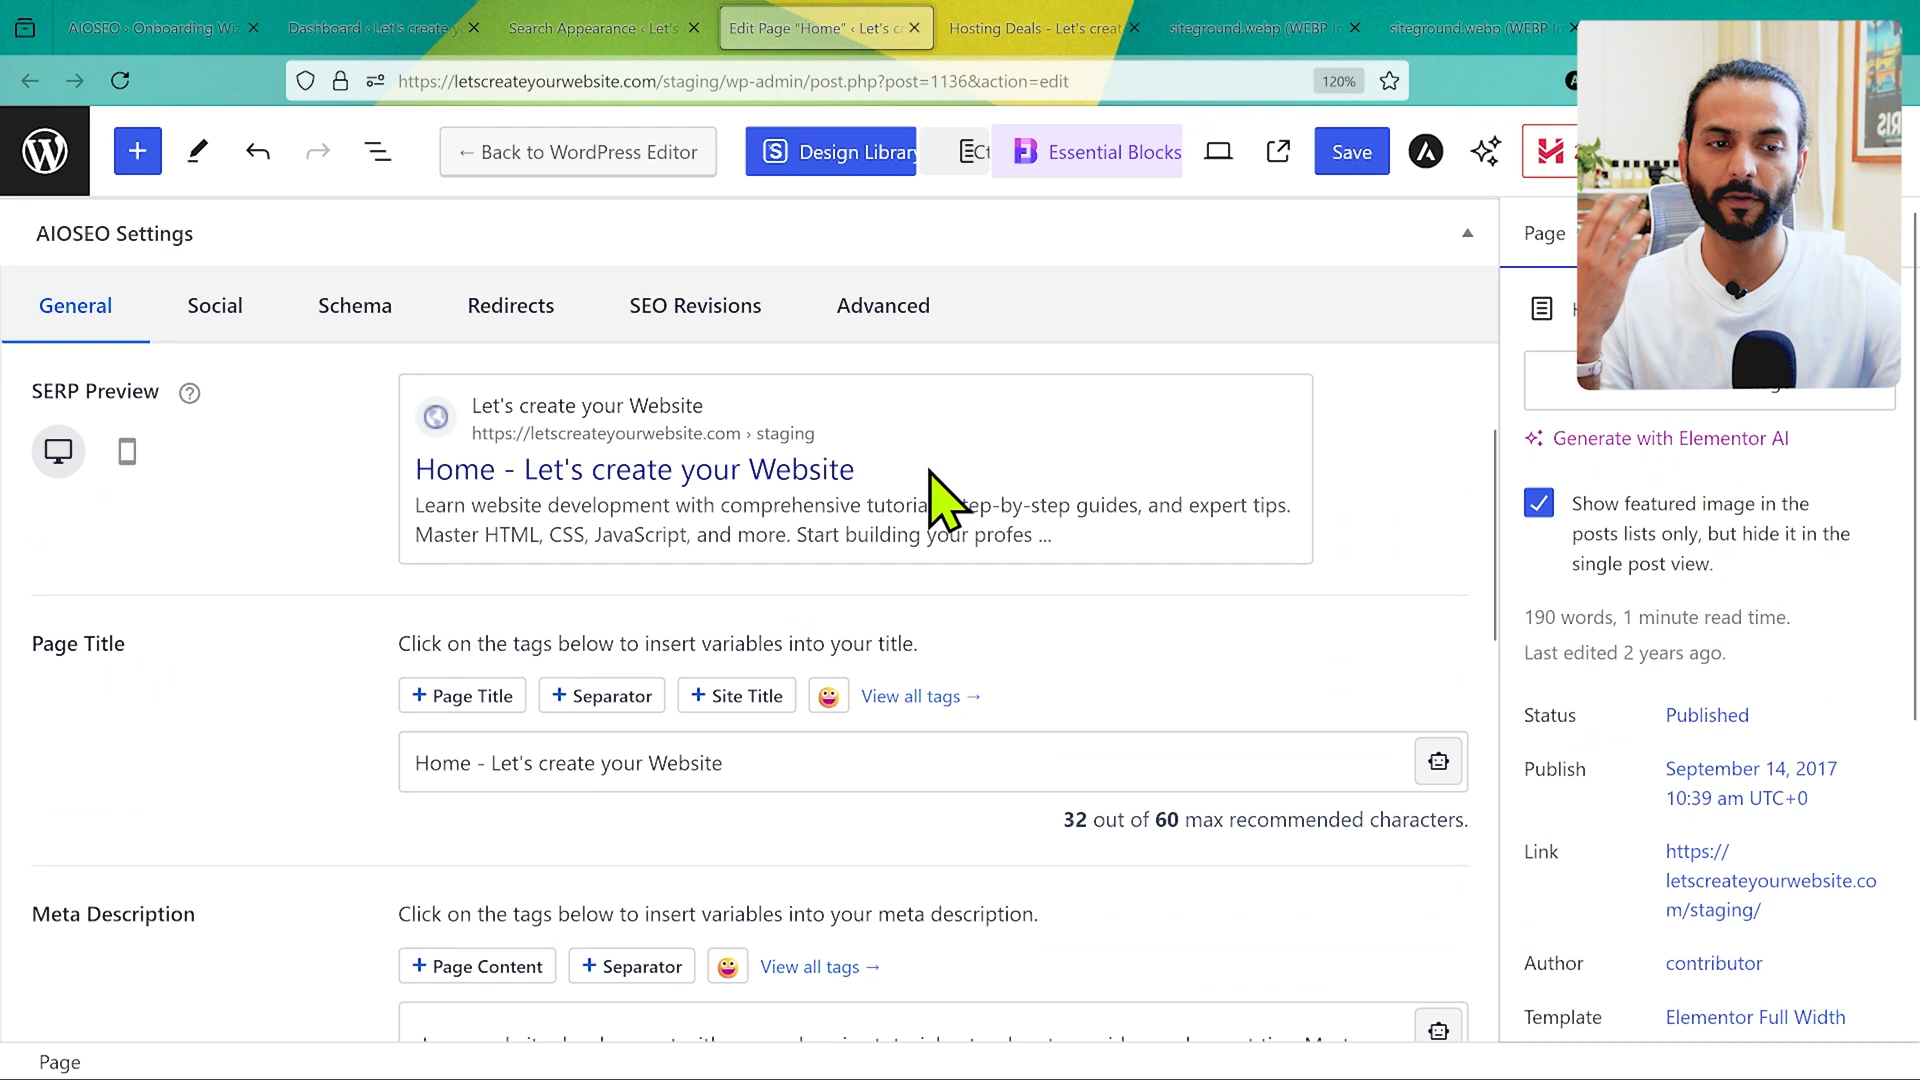 AIOSEO › Onboarding Wiz
Dashboard ‹ Let's create y
Search Appearance ‹ Let's
Edit Page "Home" ‹ Let's cr
Hosting Deals - Let's creat
siteground.webp (WEBP Im
siteground.webp (WEBP Im
https://letscreateyourwebsite.com/staging/wp-admin/post.php?post=1136&action=edit
120%
← Back to WordPress Editor
Design Library
Ct
Essential Blocks
Save
AIOSEO Settings
Page
General
Social
Schema
Redirects
SEO Revisions
Advanced
SERP Preview
Let's create your Website
https://letscreateyourwebsite.com › staging
Home - Let's create your Website
Learn website development with comprehensive tutoria ep-by-step guides, and expert tips.
Master HTML, CSS, JavaScript, and more. Start building your profes ...
Generate with Elementor AI
Show featured image in the
posts lists only, but hide it in the
single post view.
190 words, 1 minute read time.
Last edited 2 years ago.
Page Title
Click on the tags below to insert variables into your title.
+ Page Title
+ Separator
+ Site Title
View all tags →
Home - Let's create your Website
32 out of 60 max recommended characters.
Status
Published
Publish
September 14, 2017
10:39 am UTC+0
Link
https://
letscreateyourwebsite.co
m/staging/
Meta Description
Click on the tags below to insert variables into your meta description.
+ Page Content
+ Separator
View all tags →
Author
contributor
Template
Elementor Full Width
Page